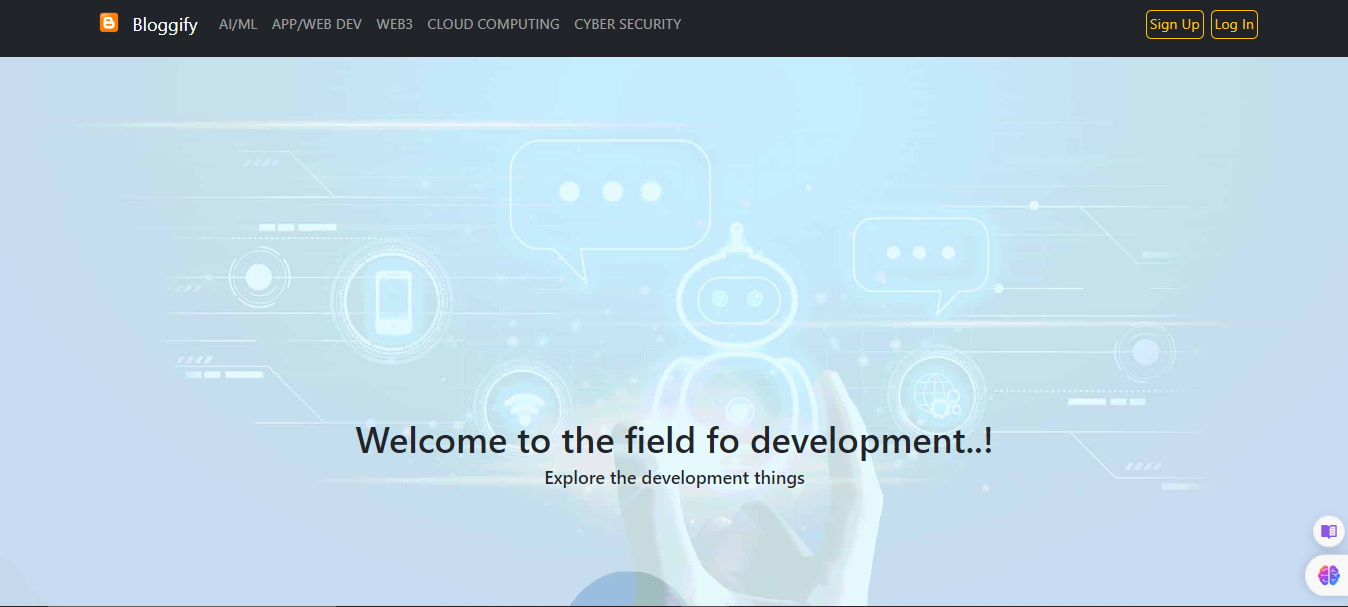 Bloggify AI/ML APP/WEB DEV WEB3 CLOUD COMPUTING CYBER SECURITY Sign Up Log In
Welcome to the field fo development..!
Explore the development things